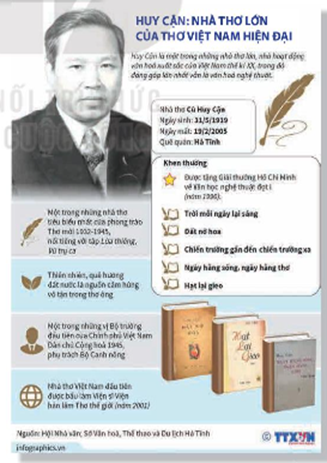 HUY CẬN: NHÀ THƠ LỚN
CỦA THƠ VIỆT NAM HIỆN ĐẠI
Huy Cận là một trong những nhà thơ lớn, nhà hoạt động
văn hoá xuất sắc của Việt Nam thế kỉ XX, trong đó
đóng góp lớn nhất vẫn là văn hoá nghệ thuật.
Nhà thơ Cù Huy Cận
Ngày sinh: 31/5/1919
Ngày mất: 19/2/2005
Quê quán: Hà Tĩnh
Khen thưởng
Được tặng Giải thưởng Hồ Chí Minh
về Văn học nghệ thuật đợt I
(năm 1996):
Trời mỗi ngày lại sáng
Đất nở hoa
Chiến trường gần đến chiến trường xa
Ngày hằng sống, ngày hằng thơ
Hạt lại gieo
Một trong những nhà thơ
tiêu biểu nhất của phong trào
Thơ mới 1932-1945,
nổi tiếng với tập Lửa thiêng,
Vũ trụ ca
Thiên nhiên, quê hương
đất nước là nguồn cảm hứng
vô tận trong thơ ông
Một trong những vị Bộ trưởng
đầu tiên của Chính phủ Việt Nam
Dân chủ Cộng hoà 1945,
phụ trách Bộ Canh nông
Nhà thơ Việt Nam đầu tiên
được bầu làm Viện sĩ Viện
hàn lâm Thơ thế giới (năm 2001)
Hạt
Lại
Gieo
Nguồn: Hội Nhà văn; Sở Văn hoá, Thể thao và Du lịch Hà Tĩnh
© TTXVN
infographics.vn